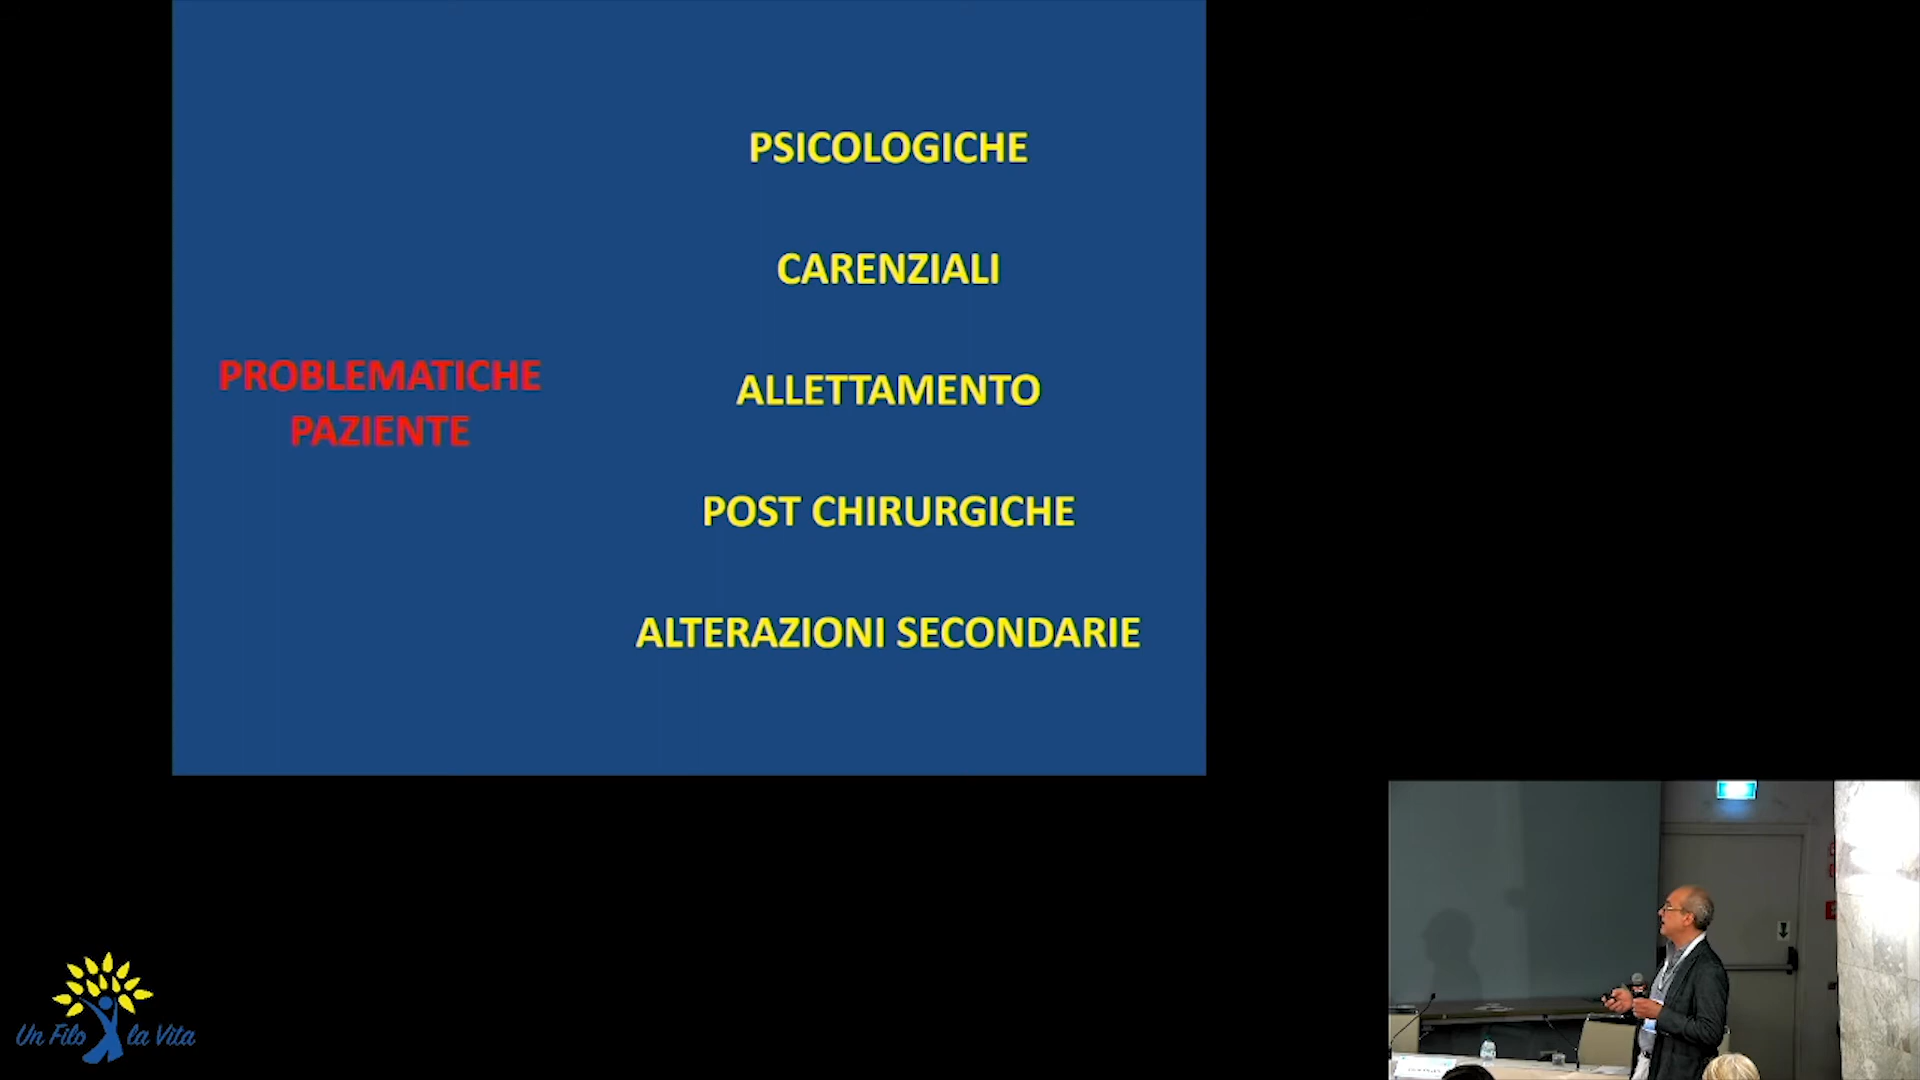 PROBLEMATICHE
PAZIENTE
PSICOLOGICHE
CARENZIALI
ALLETTAMENTO
POST CHIRURGICHE
ALTERAZIONI SECONDARIE
Un Filo la Vita